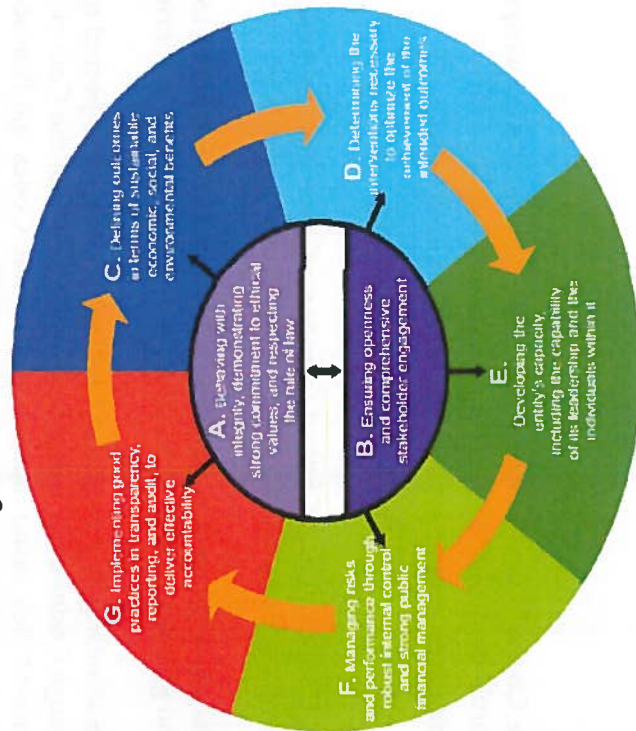 A. Behaving with
integrity, demonstrating
strong commitment to ethical
values, and respecting
the rule of law
B. Ensuring openness
and comprehensive
stakeholder engagement
C. Defining outcomes
in terms of sustainable
economic, social, and
environmental benefits
D. Determining the
interventions necessary
to optimize the
achievement of the
intended outcomes
E.
Developing the
entity's capacity,
including the capability
of its leadership and the
individuals within it
F. Managing risks
and performance through
robust internal control
and strong public
financial management
G. Implementing good
practices in transparency,
reporting, and audit, to
deliver effective
accountability